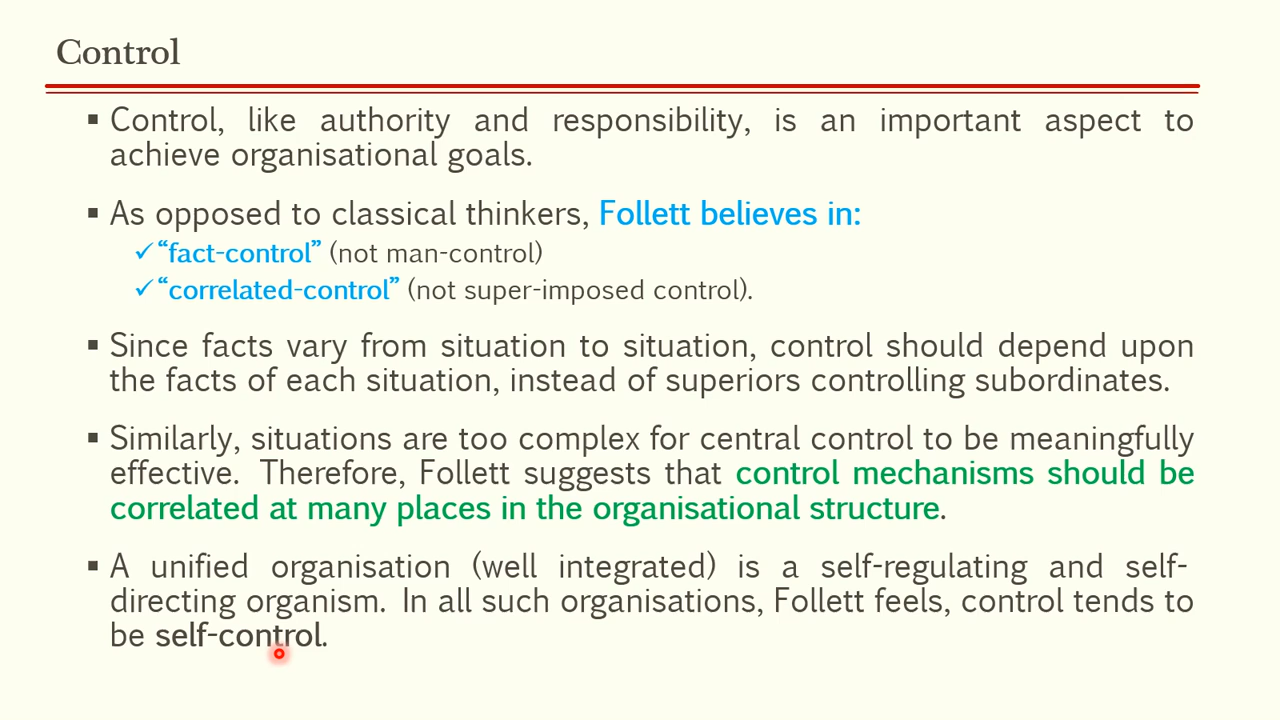 Control
▪ Control, like authority and responsibility, is an important aspect to
achieve organisational goals.
▪ As opposed to classical thinkers, Follett believes in:
✓ “fact-control” (not man-control)
✓ “correlated-control” (not super-imposed control).
▪ Since facts vary from situation to situation, control should depend upon
the facts of each situation, instead of superiors controlling subordinates.
▪ Similarly, situations are too complex for central control to be meaningfully
effective. Therefore, Follett suggests that control mechanisms should be
correlated at many places in the organisational structure.
▪ A unified organisation (well integrated) is a self-regulating and self-
directing organism. In all such organisations, Follett feels, control tends to
be self-control.